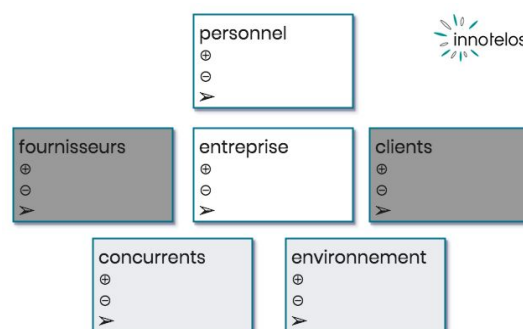 personnel
⊕
⊖
➢
innotelos
fournisseurs
⊕
⊖
➢
entreprise
⊕
⊖
➢
clients
⊕
⊖
➢
concurrents
⊕
⊖
➢
environnement
⊕
⊖
➢